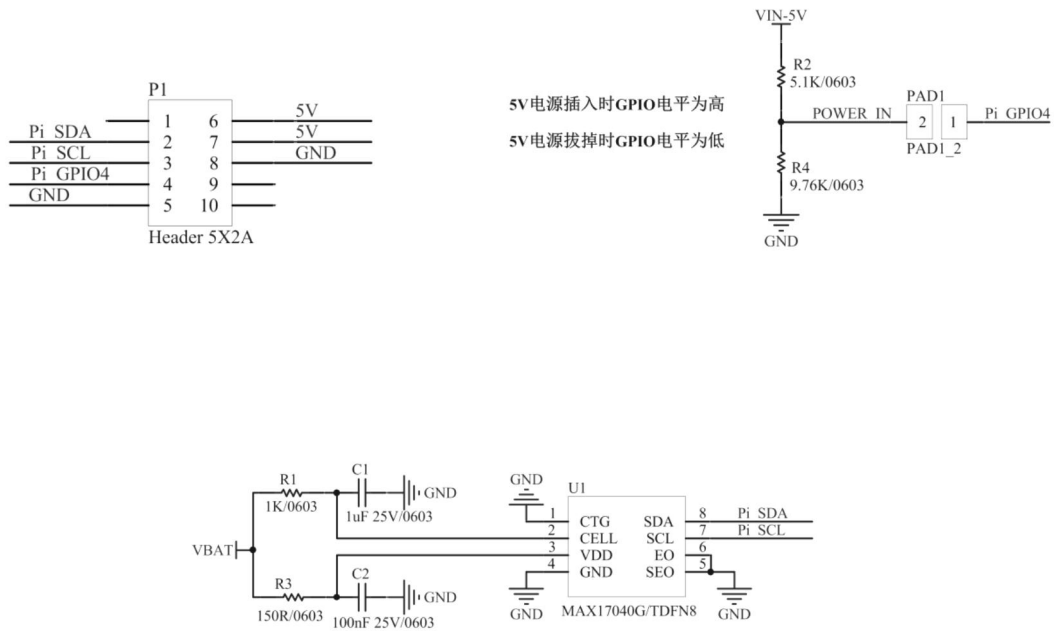 VIN-5V
R2
5.1K/0603
P1
1 6 5V
Pi SDA 2 7 5V
Pi SCL 3 8 GND
Pi GPIO4 4 9
GND 5 10
Header 5X2A
5V电源插入时GPIO电平为高
5V电源拔掉时GPIO电平为低
POWER IN
PAD1
2 1
PAD1_2
Pi GPIO4
R4
9.76K/0603
GND
R1
1K/0603
C1
1uF 25V/0603
GND
VBAT
R3
150R/0603
C2
100nF 25V/0603
GND
GND
U1
1 CTG SDA 8 Pi SDA
2 CELL SCL 7 Pi SCL
3 VDD EO 6
4 GND SEO 5
GND
MAX17040G/TDFN8
GND